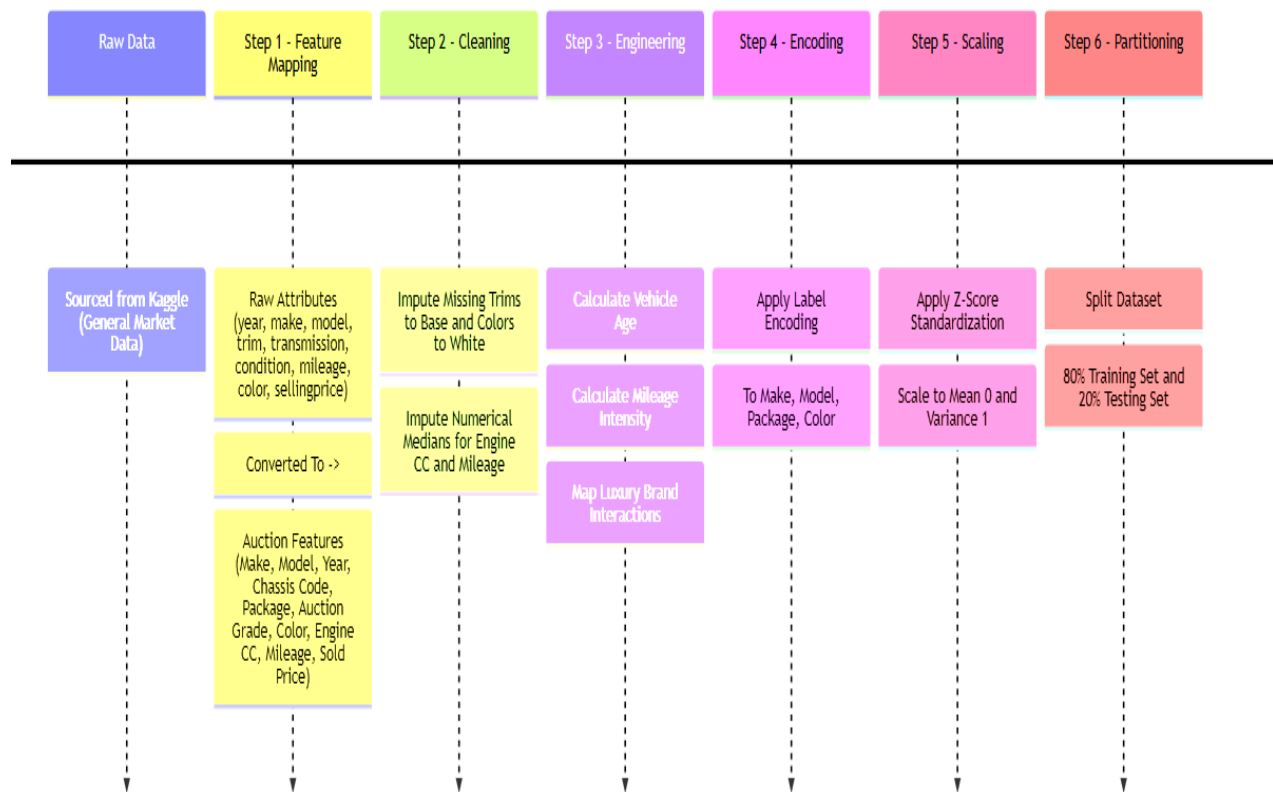 Raw Data
Step 1 - Feature
Mapping
Step 2 - Cleaning
Step 3 - Engineering
Step 4 - Encoding
Step 5 - Scaling
Step 6 - Partitioning
Sourced from Kaggle
(General Market
Data)
Raw Attributes
(year, make, model,
trim, transmission,
condition, mileage,
color, sellingprice)
Converted To ->
Auction Features
(Make, Model, Year,
Chassis Code,
Package, Auction
Grade, Color, Engine
CC, Mileage, Sold
Price)
Impute Missing Trims
to Base and Colors
to White
Impute Numerical
Medians for Engine
CC and Mileage
Calculate Vehicle
Age
Calculate Mileage
Intensity
Map Luxury Brand
Interactions
Apply Label
Encoding
To Make, Model,
Package, Color
Apply Z-Score
Standardization
Scale to Mean 0 and
Variance 1
Split Dataset
80% Training Set and
20% Testing Set